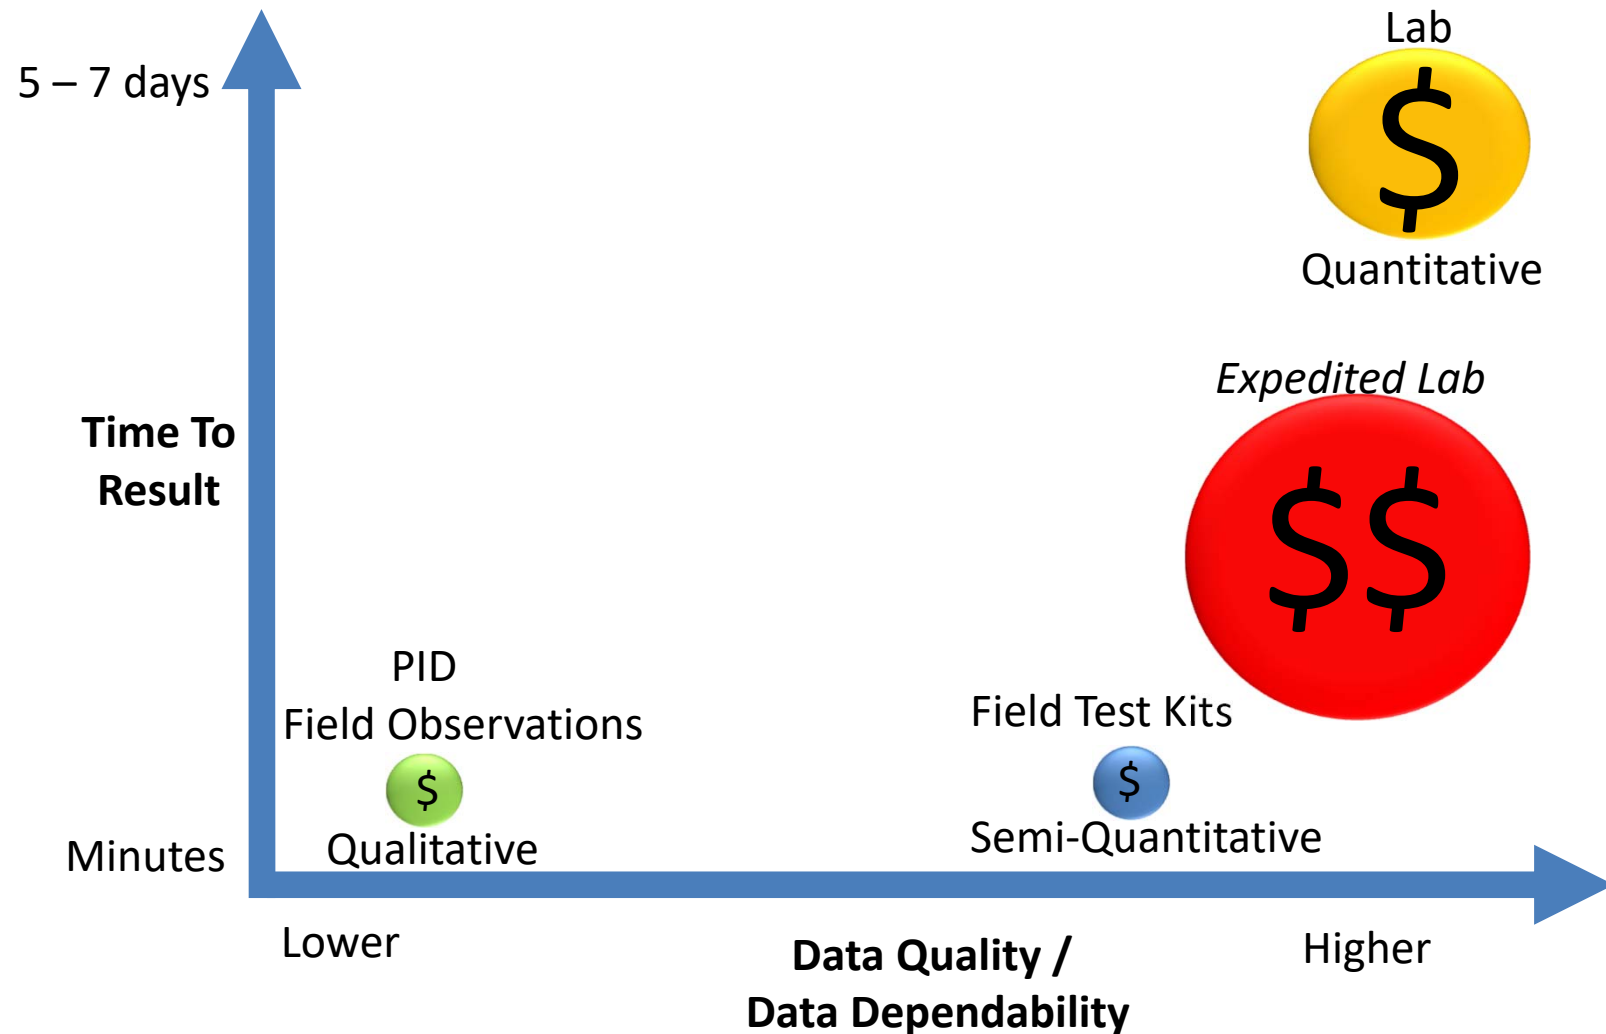 Lab
5 – 7 days
$
Quantitative
Expedited Lab
Time To
Result
$$
PID
Field Observations
$
Qualitative
Field Test Kits
$
Semi-Quantitative
Minutes
Lower
Data Quality /
Data Dependability
Higher